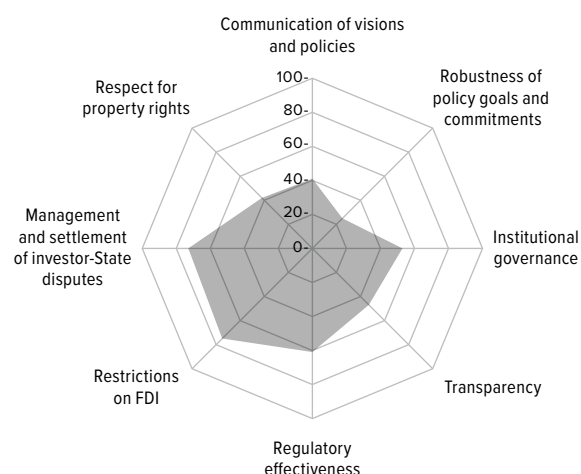 Communication of visions
and policies
Robustness of
policy goals and
commitments
Institutional
governance
Transparency
Regulatory
effectiveness
Restrictions
on FDI
Management
and settlement
of investor-State
disputes
Respect for
property rights
100-
80-
60-
40-
20-
0-